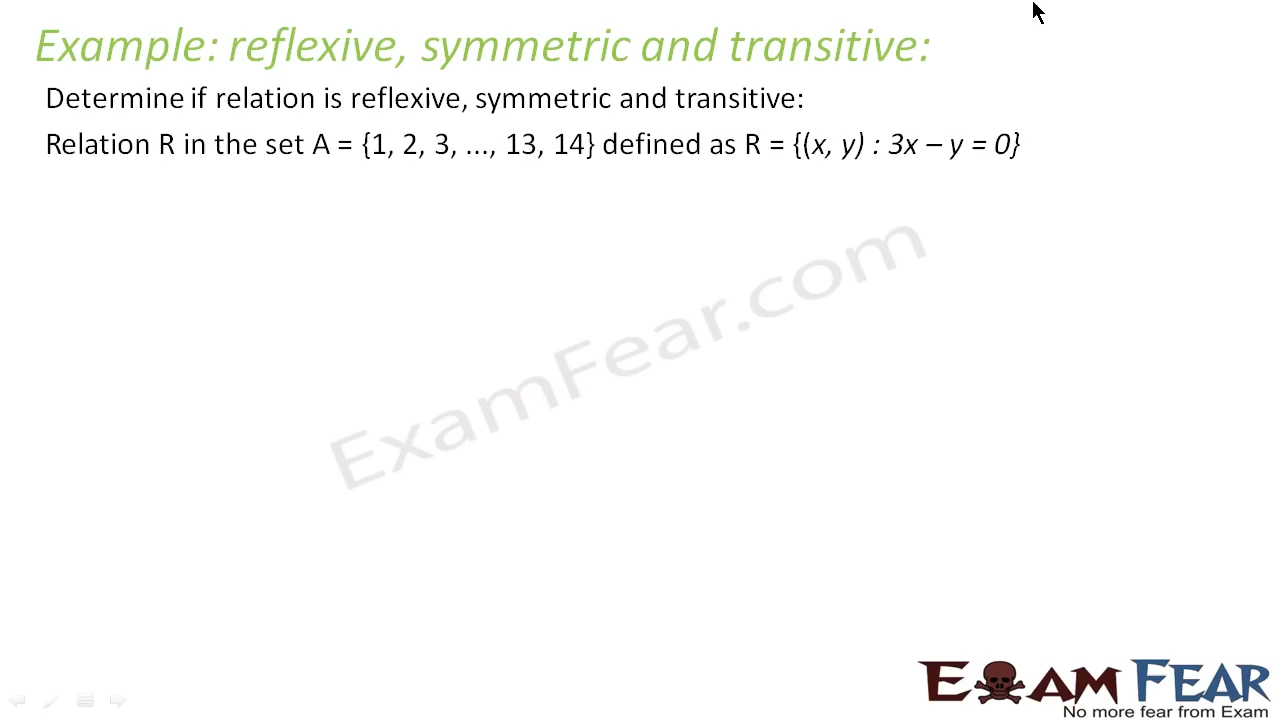 Example: reflexive, symmetric and transitive:
Determine if relation is reflexive, symmetric and transitive:
Relation R in the set A = {1, 2, 3, ..., 13, 14} defined as R = {(x, y) : 3x – y = 0}
ExamFear.com
EXAM FEAR
No more fear from Exam